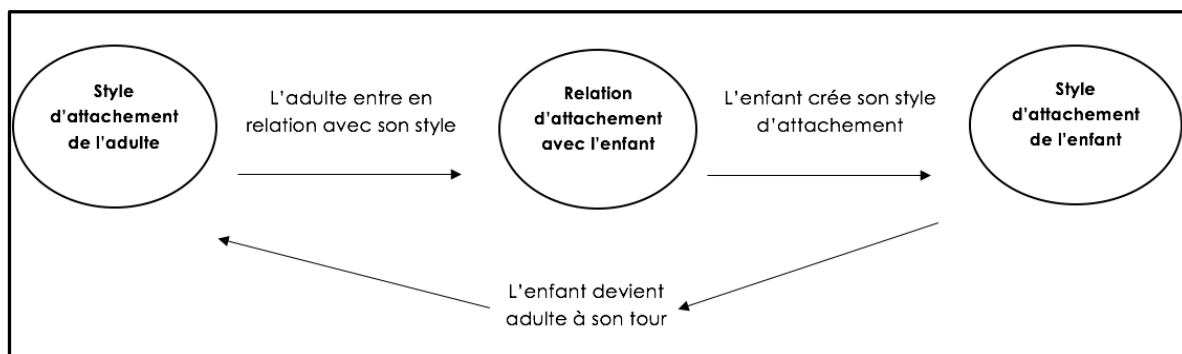 Style
d'attachement
de l'adulte
L'adulte entre en
relation avec son style
Relation
d'attachement
avec l'enfant
L'enfant crée son style
d'attachement
Style
d'attachement
de l'enfant
L'enfant devient
adulte à son tour